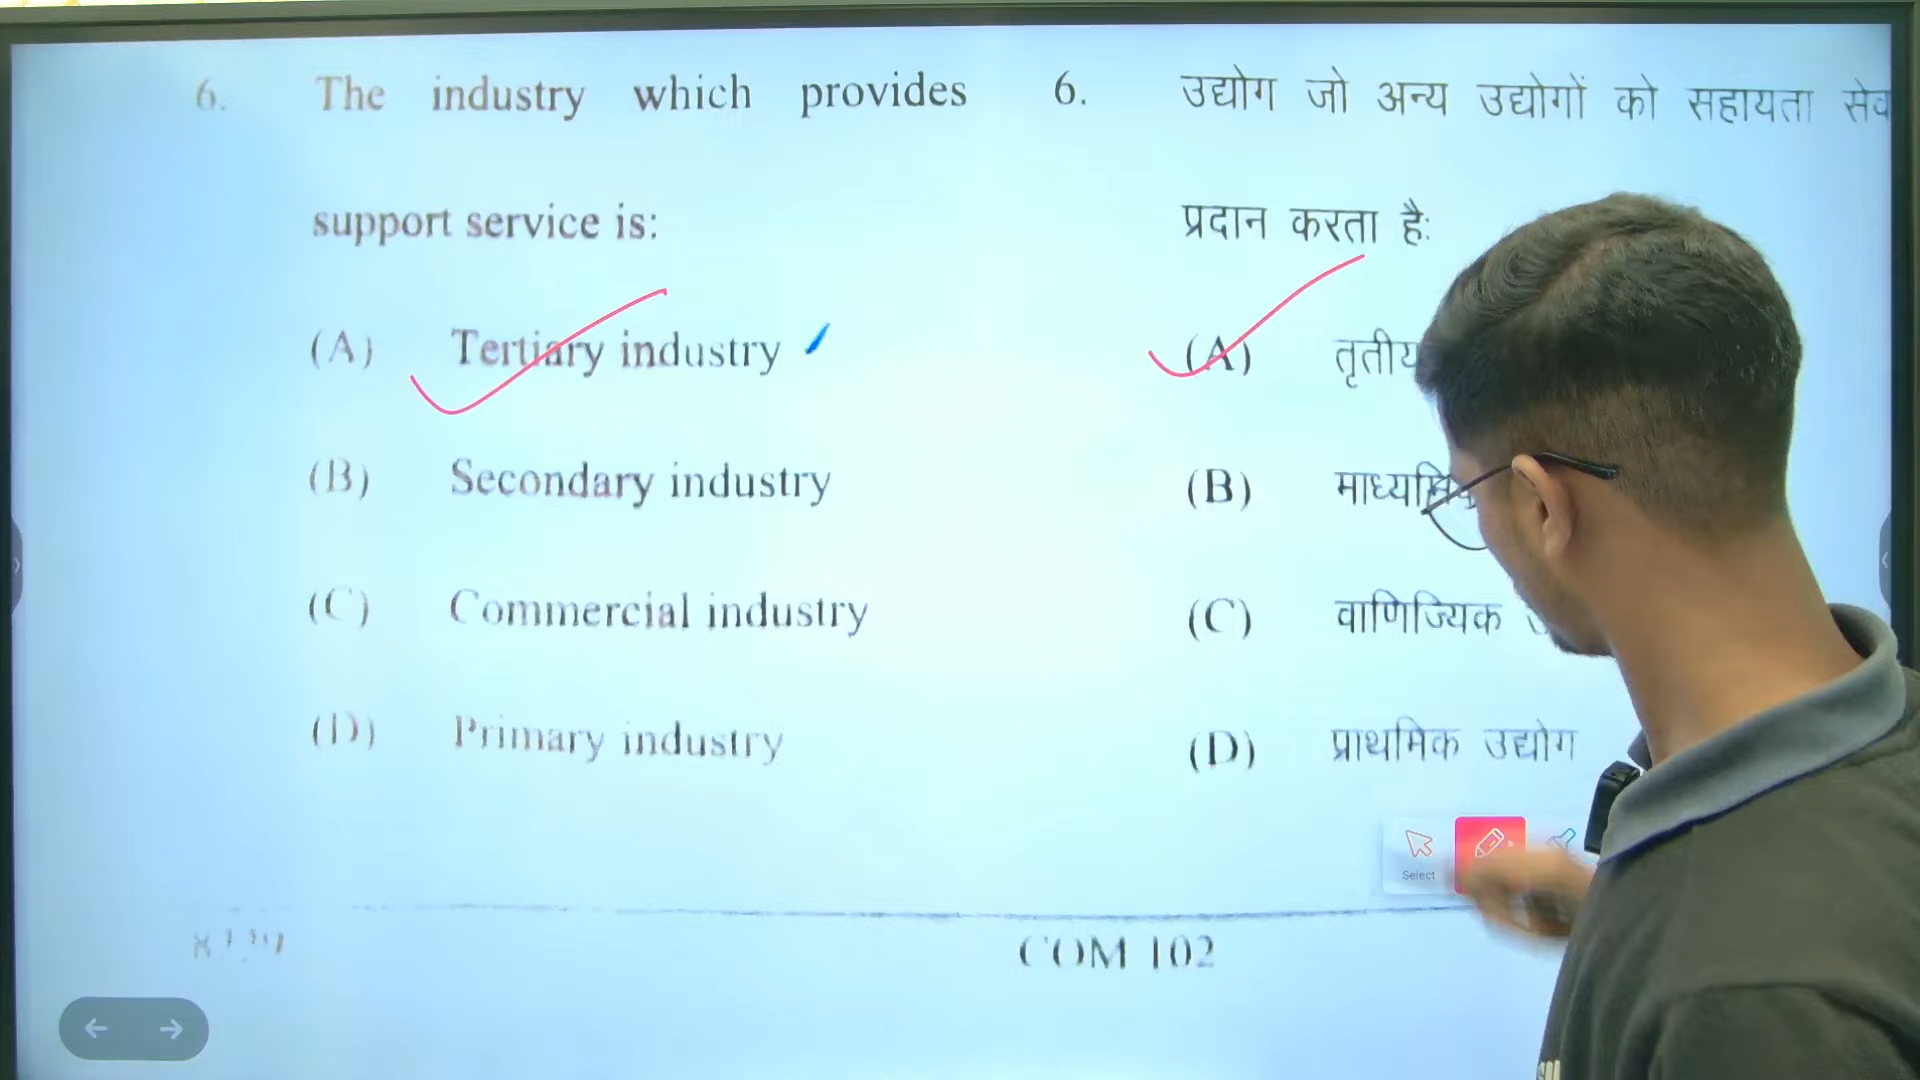 6. The industry which provides
support service is:
(A) Tertiary industry
(B) Secondary industry
(C) Commercial industry
(D) Primary industry
6. उद्योग जो अन्य उद्योगों को सहायता
प्रदान करता है:
(A)
(B)
(C) वाणिज्यिक
(D) प्राथमिक उद्योग
Select
COM 102